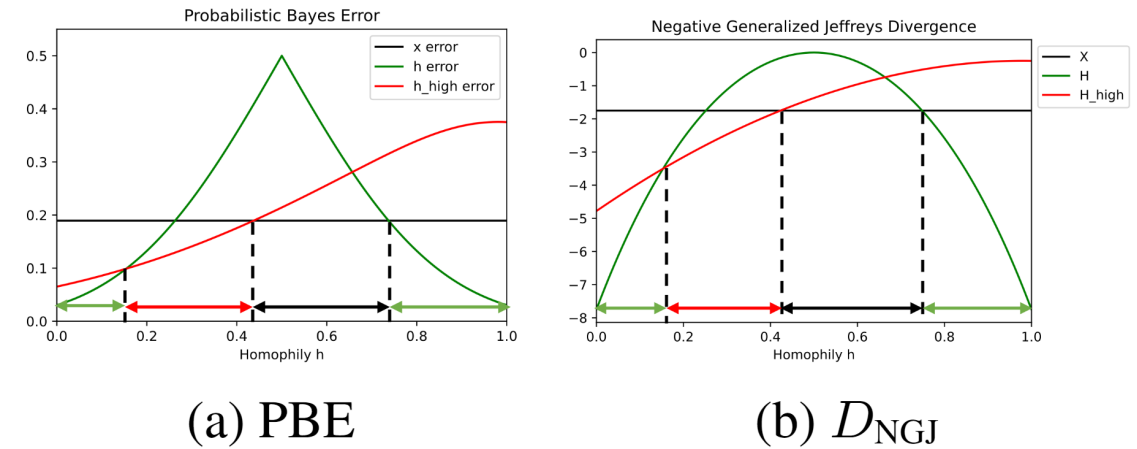 Probabilistic Bayes Error
x error
h error
h_high error
0.5
0.4
0.3
0.2
0.1
0.0
0.0 0.2 0.4 0.6 0.8 1.0
Homophily h
(a) PBE
Negative Generalized Jeffreys Divergence
X
H
H_high
0
−1
−2
−3
−4
−5
−6
−7
−8
0.0 0.2 0.4 0.6 0.8 1.0
Homophily h
(b) D_NGJ